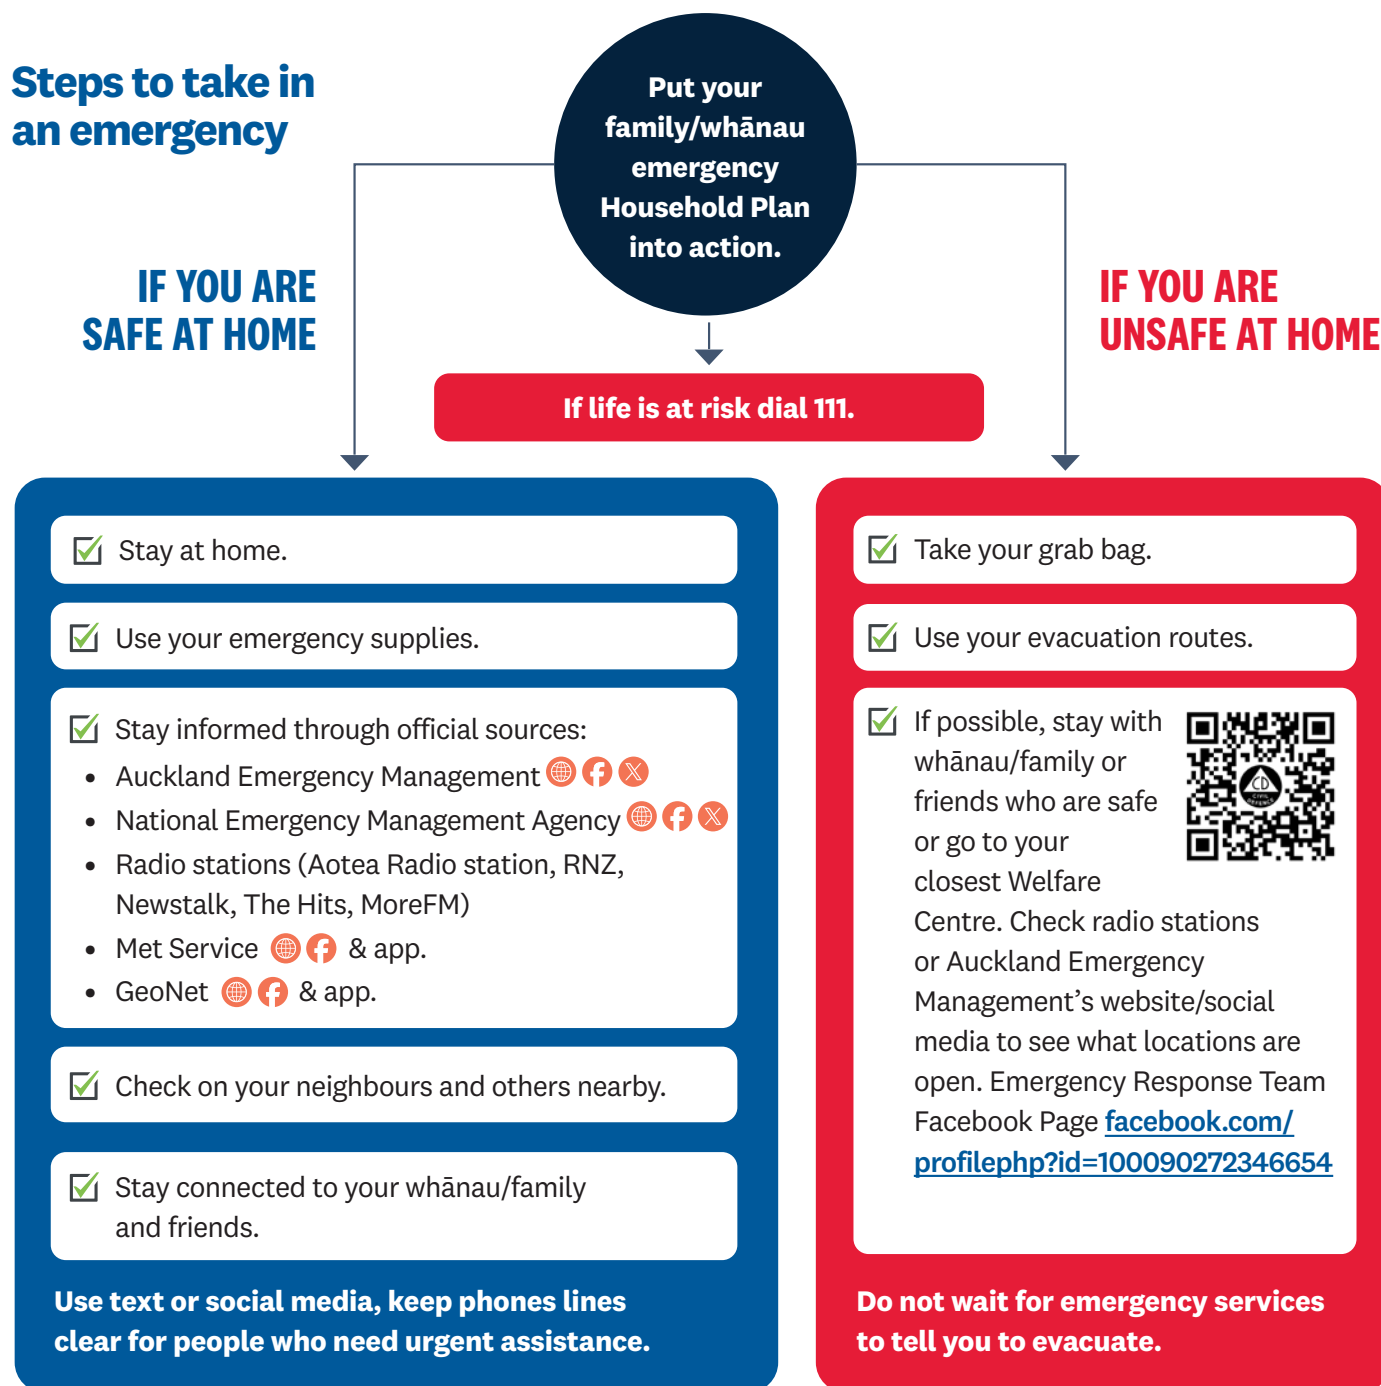 Steps to take in
an emergency
Put your
family/whānau
emergency
Household Plan
into action.
IF YOU ARE
SAFE AT HOME
IF YOU ARE
UNSAFE AT HOME
If life is at risk dial 111.
Stay at home.
Use your emergency supplies.
Stay informed through official sources:
• Auckland Emergency Management
• National Emergency Management Agency
• Radio stations (Aotea Radio station, RNZ,
Newstalk, The Hits, MoreFM)
• Met Service & app.
• GeoNet & app.
Check on your neighbours and others nearby.
Stay connected to your whānau/family
and friends.
Use text or social media, keep phones lines
clear for people who need urgent assistance.
Take your grab bag.
Use your evacuation routes.
If possible, stay with
whānau/family or
friends who are safe
or go to your
closest Welfare
Centre. Check radio stations
or Auckland Emergency
Management’s website/social
media to see what locations are
open. Emergency Response Team
Facebook Page facebook.com/
profilephp?id=100090272346654
CD
CIVIL
DEFENCE
Do not wait for emergency services
to tell you to evacuate.